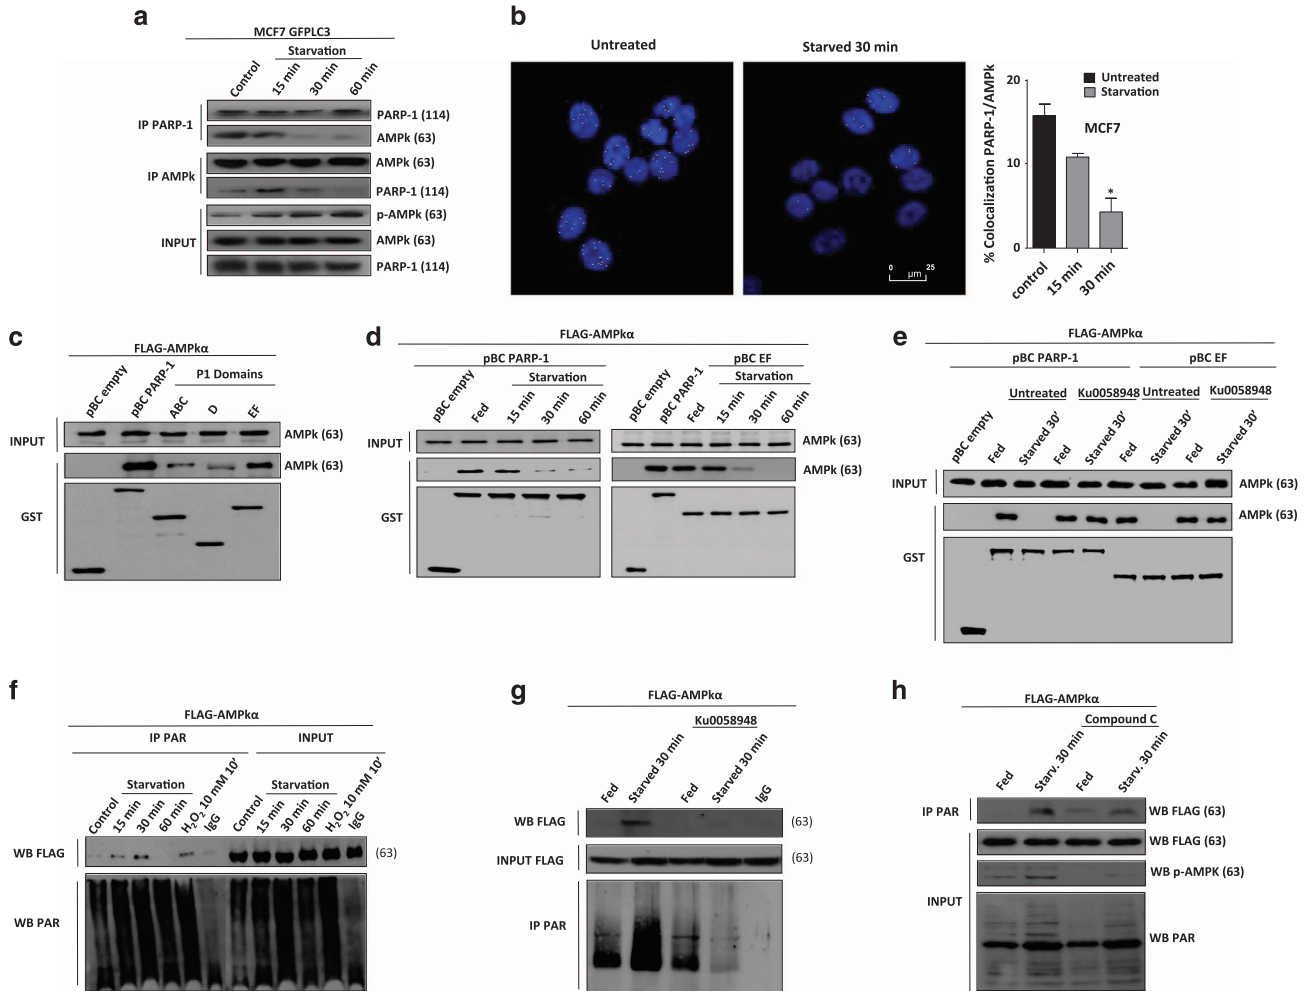 a
MCF7 GFPLC3
Starvation
Control
15 min
30 min
60 min
IP PARP-1
PARP-1 (114)
AMPk (63)
IP AMPk
AMPk (63)
PARP-1 (114)
INPUT
p-AMPk (63)
AMPk (63)
PARP-1 (114)
b
Untreated
Starved 30 min
0 25
µm
% Colocalization PARP-1/AMPk
20
10
0
Untreated
Starvation
MCF7
*
control
15 min
30 min
c
FLAG-AMPkα
pBC empty
pBC PARP-1
P1 Domains
ABC
D
EF
INPUT
AMPk (63)
AMPk (63)
GST
d
FLAG-AMPkα
pBC PARP-1
pBC empty
Fed
Starvation
15 min
30 min
60 min
pBC empty
pBC PARP-1
pBC EF
Fed
Starvation
15 min
30 min
60 min
INPUT
AMPk (63)
AMPk (63)
GST
e
FLAG-AMPkα
pBC PARP-1
pBC EF
Untreated
Ku0058948
Untreated
Ku0058948
pBC empty
Fed
Starved 30'
Fed
Starved 30'
Fed
Starved 30'
Fed
Starved 30'
INPUT
AMPk (63)
AMPk (63)
GST
f
FLAG-AMPkα
IP PAR
INPUT
Starvation
Starvation
Control
15 min
30 min
60 min
H₂O₂ 10 mM 10'
IgG
Control
15 min
30 min
60 min
H₂O₂ 10 mM 10'
IgG
WB FLAG
(63)
WB PAR
g
FLAG-AMPkα
Ku0058948
Fed
Starved 30 min
Fed
Starved 30 min
IgG
WB FLAG
(63)
INPUT FLAG
(63)
IP PAR
h
FLAG-AMPkα
Compound C
Fed
Starv. 30 min
Fed
Starv. 30 min
IP PAR
WB FLAG (63)
WB FLAG (63)
WB p-AMPK (63)
INPUT
WB PAR